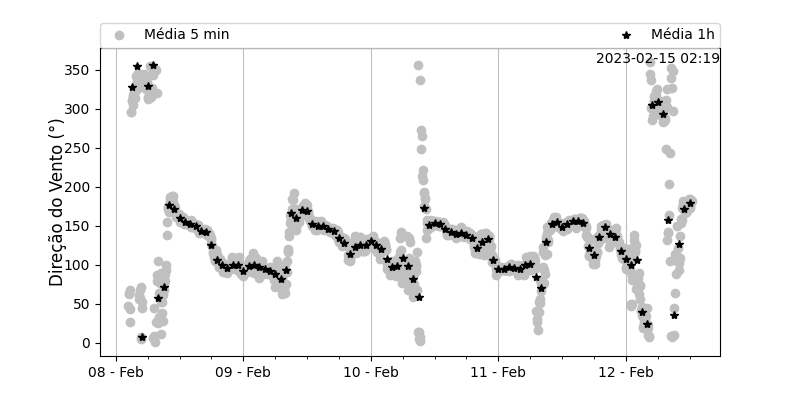 Média 5 min
Média 1h
2023-02-15 02:19
Direção do Vento (°)
350
300
250
200
150
100
50
0
08 - Feb
09 - Feb
10 - Feb
11 - Feb
12 - Feb